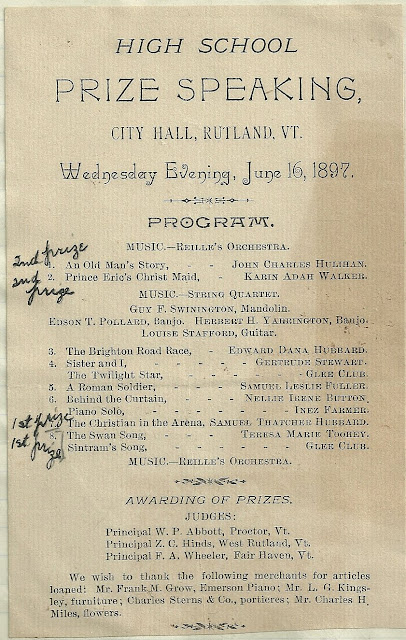 HIGH SCHOOL
PRIZE SPEAKING,
CITY HALL, RUTLAND, VT.
Wednesday Evening, June 16, 1897.
PROGRAM.
MUSIC.—REILLE'S ORCHESTRA.
2nd prize
1. An Old Man's Story, - JOHN CHARLES HULIHAN.
2nd prize
2. Prince Eric's Christ Maid, - KARIN ADAH WALKER.
MUSIC.—STRING QUARTET.
GUY F. SWININGTON, Mandolin.
EDSON T. POLLARD, Banjo. HERBERT H. YARRINGTON, Banjo.
LOUISE STAFFORD, Guitar.
3. The Brighton Road Race, - EDWARD DANA HUBBARD.
4. Sister and I, - - - - GERTRUDE STEWART.
The Twilight Star, - - - - GLEE CLUB.
5. A Roman Soldier, - - - SAMUEL LESLIE FULLER.
6. Behind the Curtain, - - - NELLIE IRENE BUTTON.
Piano Solo, - - - - - INEZ FARMER.
1st prize
7. The Christian in the Arena, SAMUEL THATCHER HUBBARD.
1st prize
8. The Swan Song, - - - TERESA MARIE TOOHEY.
Sintram's Song, - - - - GLEE CLUB.
MUSIC.—REILLE'S ORCHESTRA.
AWARDING OF PRIZES.
JUDGES:
Principal W. P. Abbott, Proctor, Vt.
Principal Z. C. Hinds, West Rutland, Vt.
Principal F. A. Wheeler, Fair Haven, Vt.
We wish to thank the following merchants for articles
loaned: Mr. Frank M. Grow, Emerson Piano; Mr. L. G. Kings-
ley, furniture; Charles Sterns & Co., portieres; Mr. Charles H.
Miles, flowers.